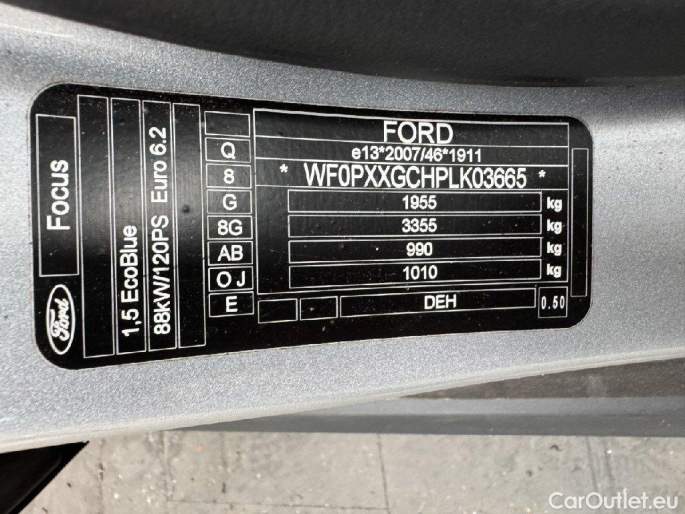 Focus
Ford
1,5 EcoBlue
88kW/120PS Euro 6.2
Q
8
G
8G
AB
O J
E
FORD
e13*2007/46*1911
* WF0PXXGCHPLK03665 *
1955 kg
3355 kg
990 kg
1010 kg
DEH
0.50
CarOutlet.eu